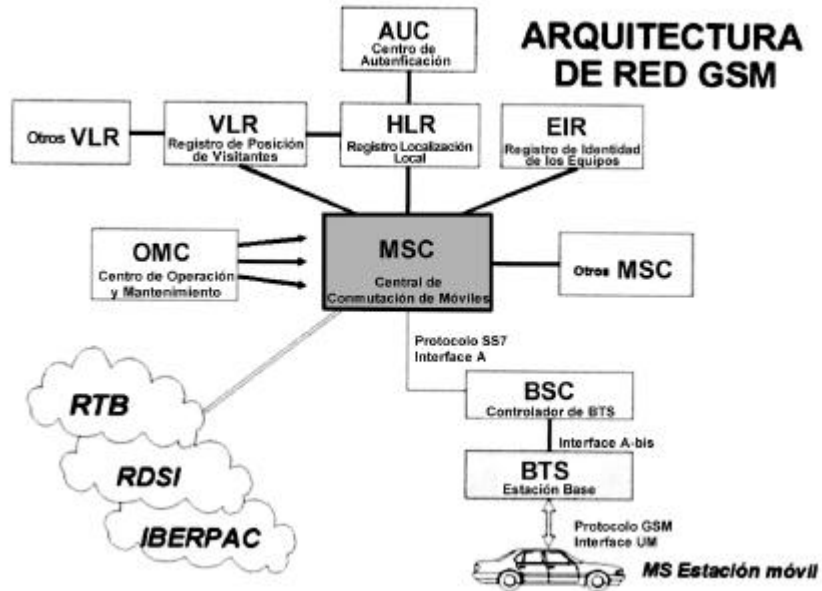 ARQUITECTURA
DE RED GSM
AUC
Centro de
Autenficación
Otros VLR
VLR
Registro de Posición
de Visitantes
HLR
Registro Localización
Local
EIR
Registro de Identidad
de los Equipos
OMC
Centro de Operación
y Mantenimiento
MSC
Central de
Conmutación de Móviles
Otros MSC
Protocolo SS7
Interface A
RTB
RDSI
IBERPAC
BSC
Controlador de BTS
Interface A-bis
BTS
Estación Base
Protocolo GSM
Interface UM
MS Estación móvil